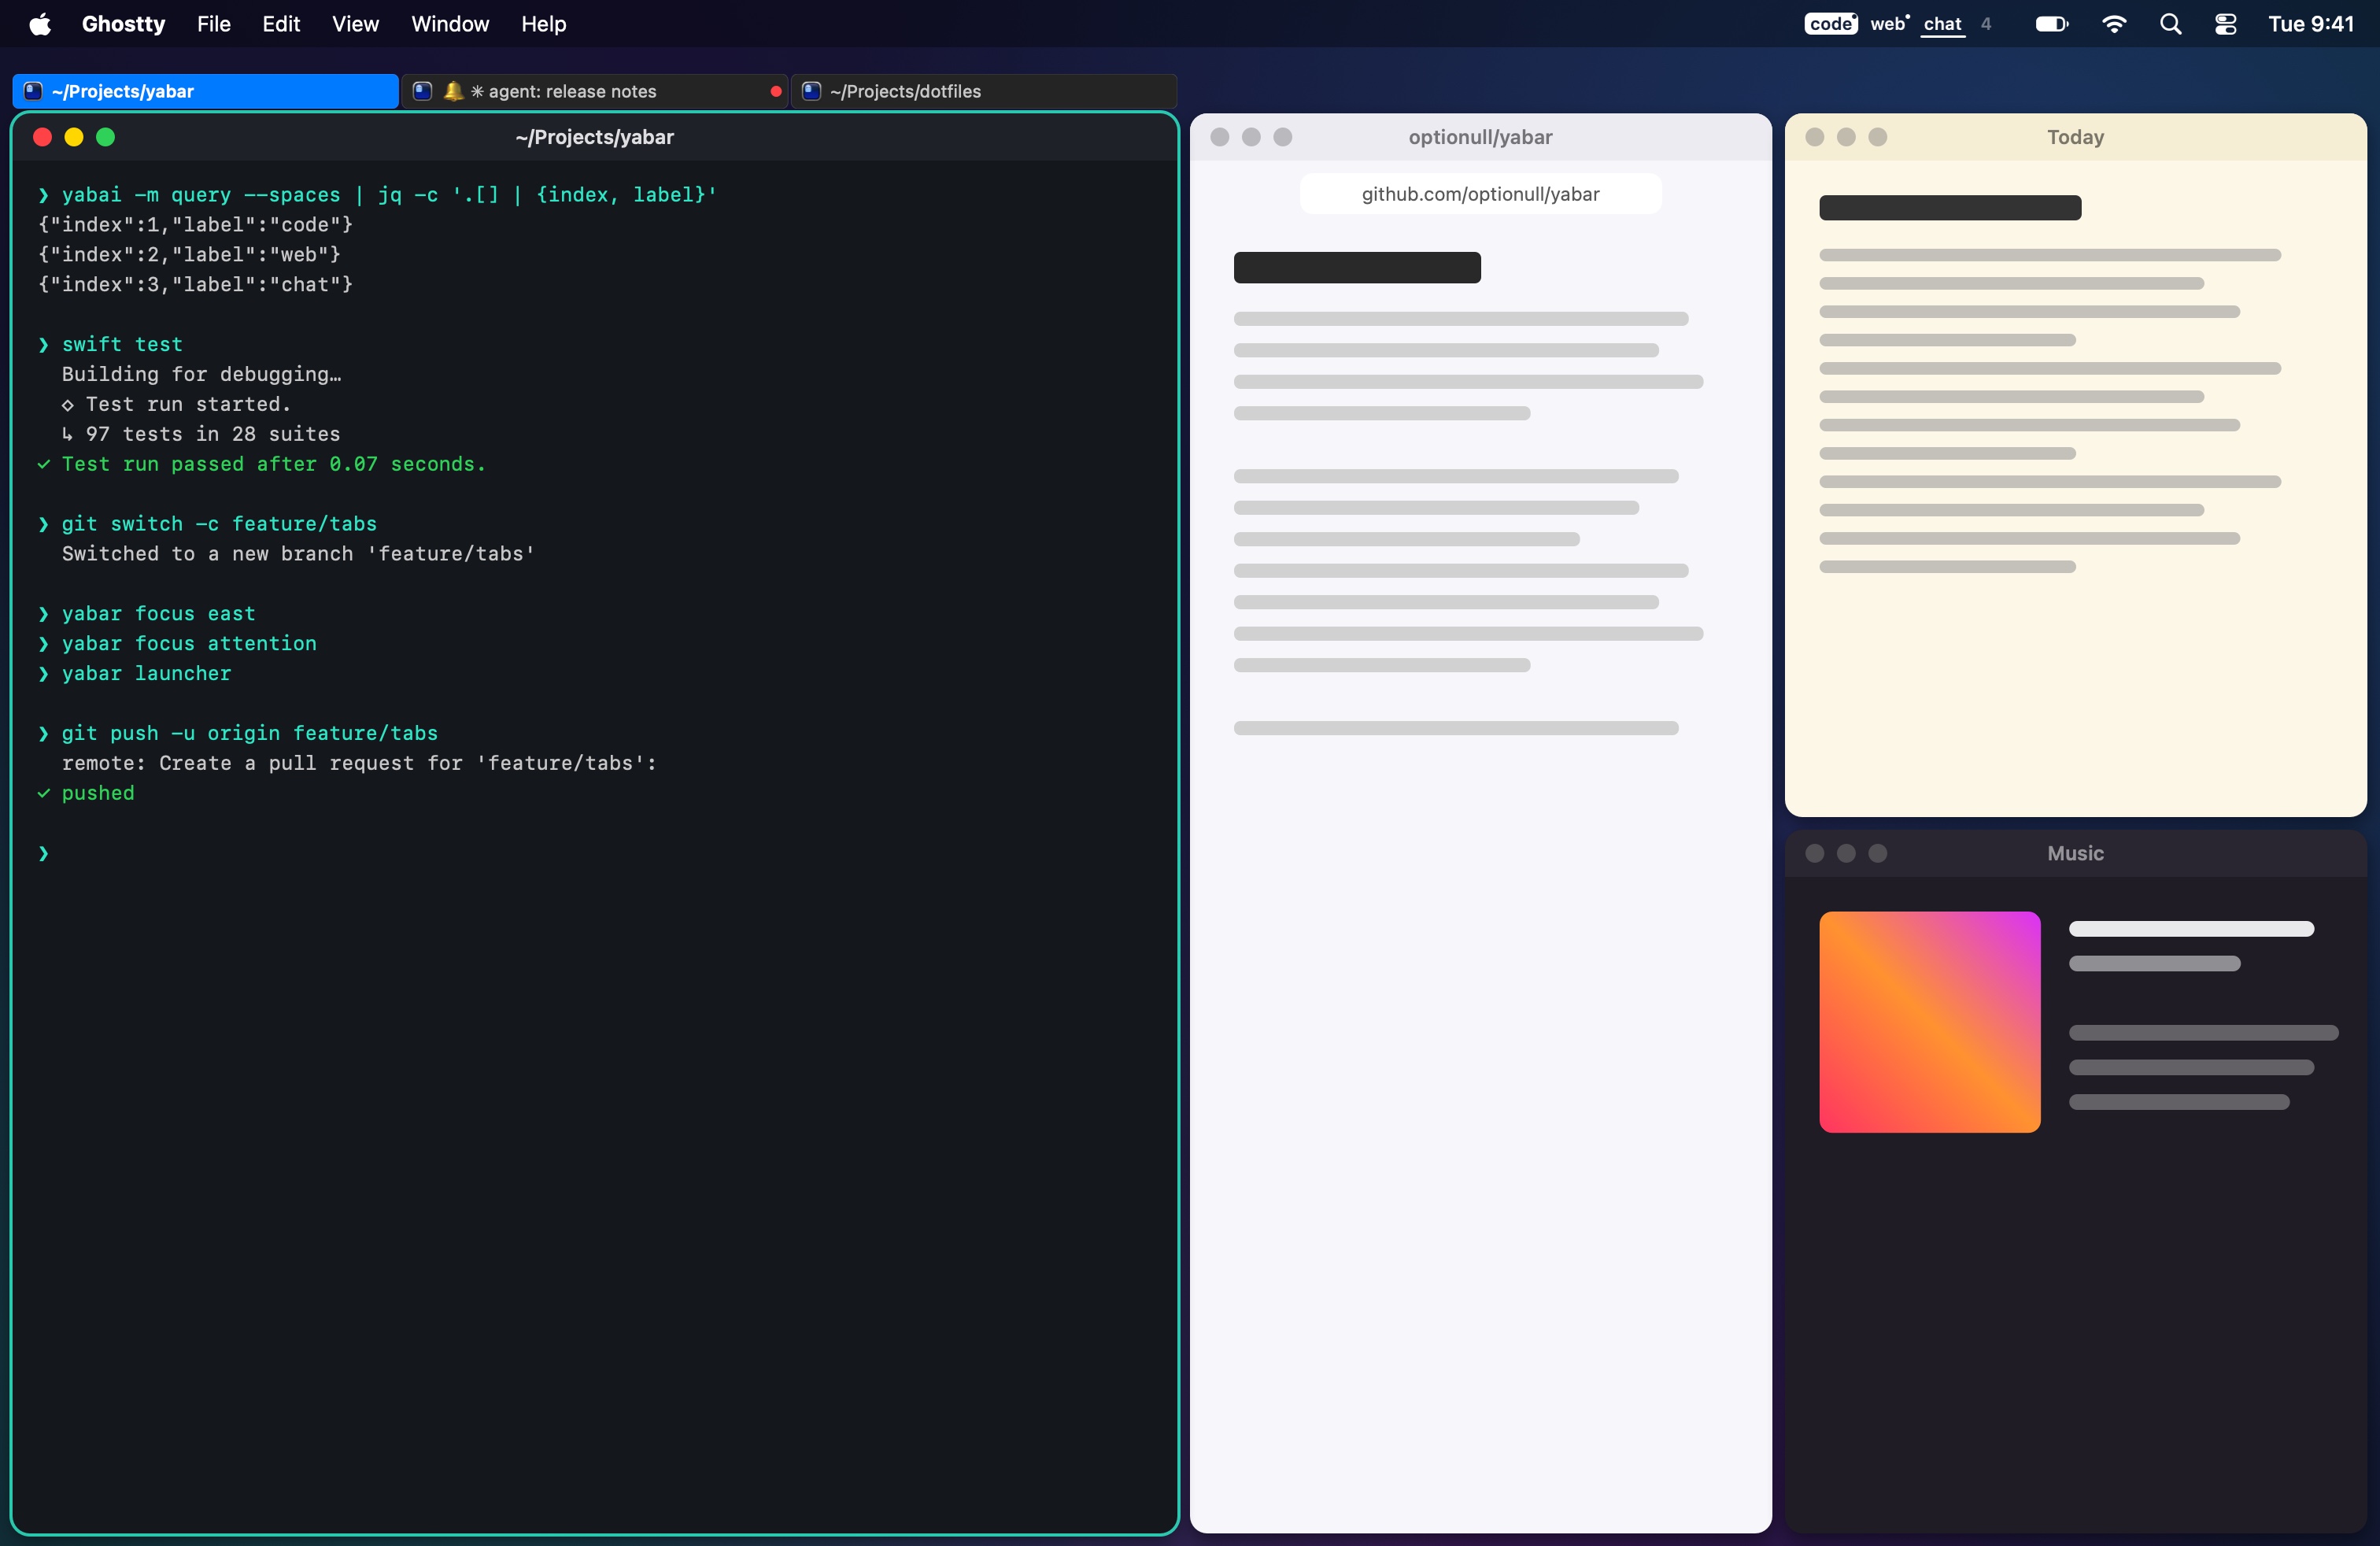 Ghostty File Edit View Window Help code web chat 4 Tue 9:41
~/Projects/yabar 🔔 ✳ agent: release notes ~/Projects/dotfiles
~/Projects/yabar
❯ yabai -m query --spaces | jq -c '.[] | {index, label}'
{"index":1,"label":"code"}
{"index":2,"label":"web"}
{"index":3,"label":"chat"}
❯ swift test
Building for debugging…
◇ Test run started.
↳ 97 tests in 28 suites
✓ Test run passed after 0.07 seconds.
❯ git switch -c feature/tabs
Switched to a new branch 'feature/tabs'
❯ yabar focus east
❯ yabar focus attention
❯ yabar launcher
❯ git push -u origin feature/tabs
remote: Create a pull request for 'feature/tabs':
✓ pushed
❯
optionull/yabar
github.com/optionull/yabar
Today
Music